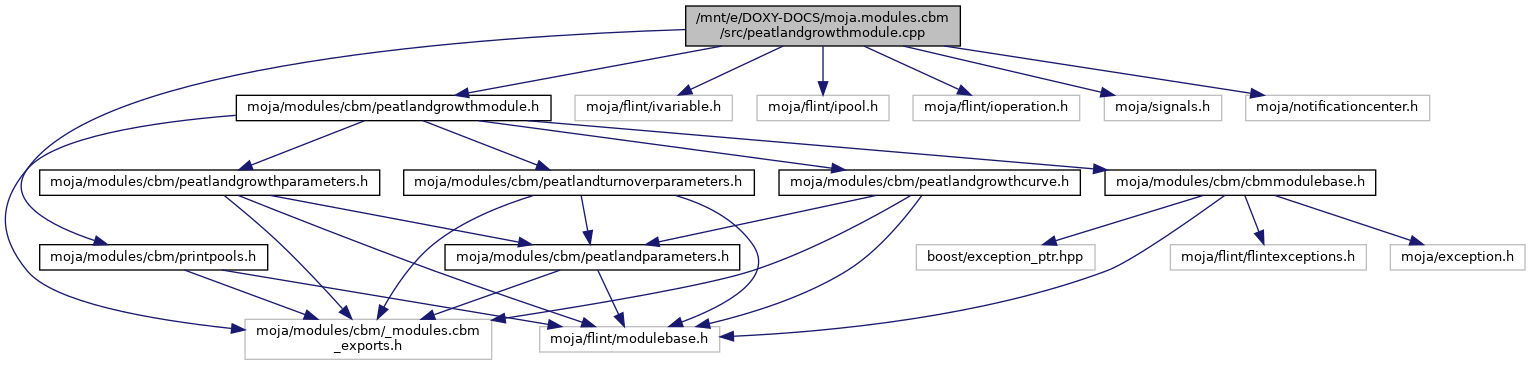 /mnt/e/DOXY-DOCS/moja.modules.cbm
/src/peatlandgrowthmodule.cpp
moja/modules/cbm/peatlandgrowthmodule.h
moja/flint/ivariable.h
moja/flint/ipool.h
moja/flint/ioperation.h
moja/signals.h
moja/notificationcenter.h
moja/modules/cbm/peatlandgrowthparameters.h
moja/modules/cbm/peatlandturnoverparameters.h
moja/modules/cbm/peatlandgrowthcurve.h
moja/modules/cbm/cbmmodulebase.h
moja/modules/cbm/printpools.h
moja/modules/cbm/peatlandparameters.h
boost/exception_ptr.hpp
moja/flint/flintexceptions.h
moja/exception.h
moja/modules/cbm/_modules.cbm
_exports.h
moja/flint/modulebase.h